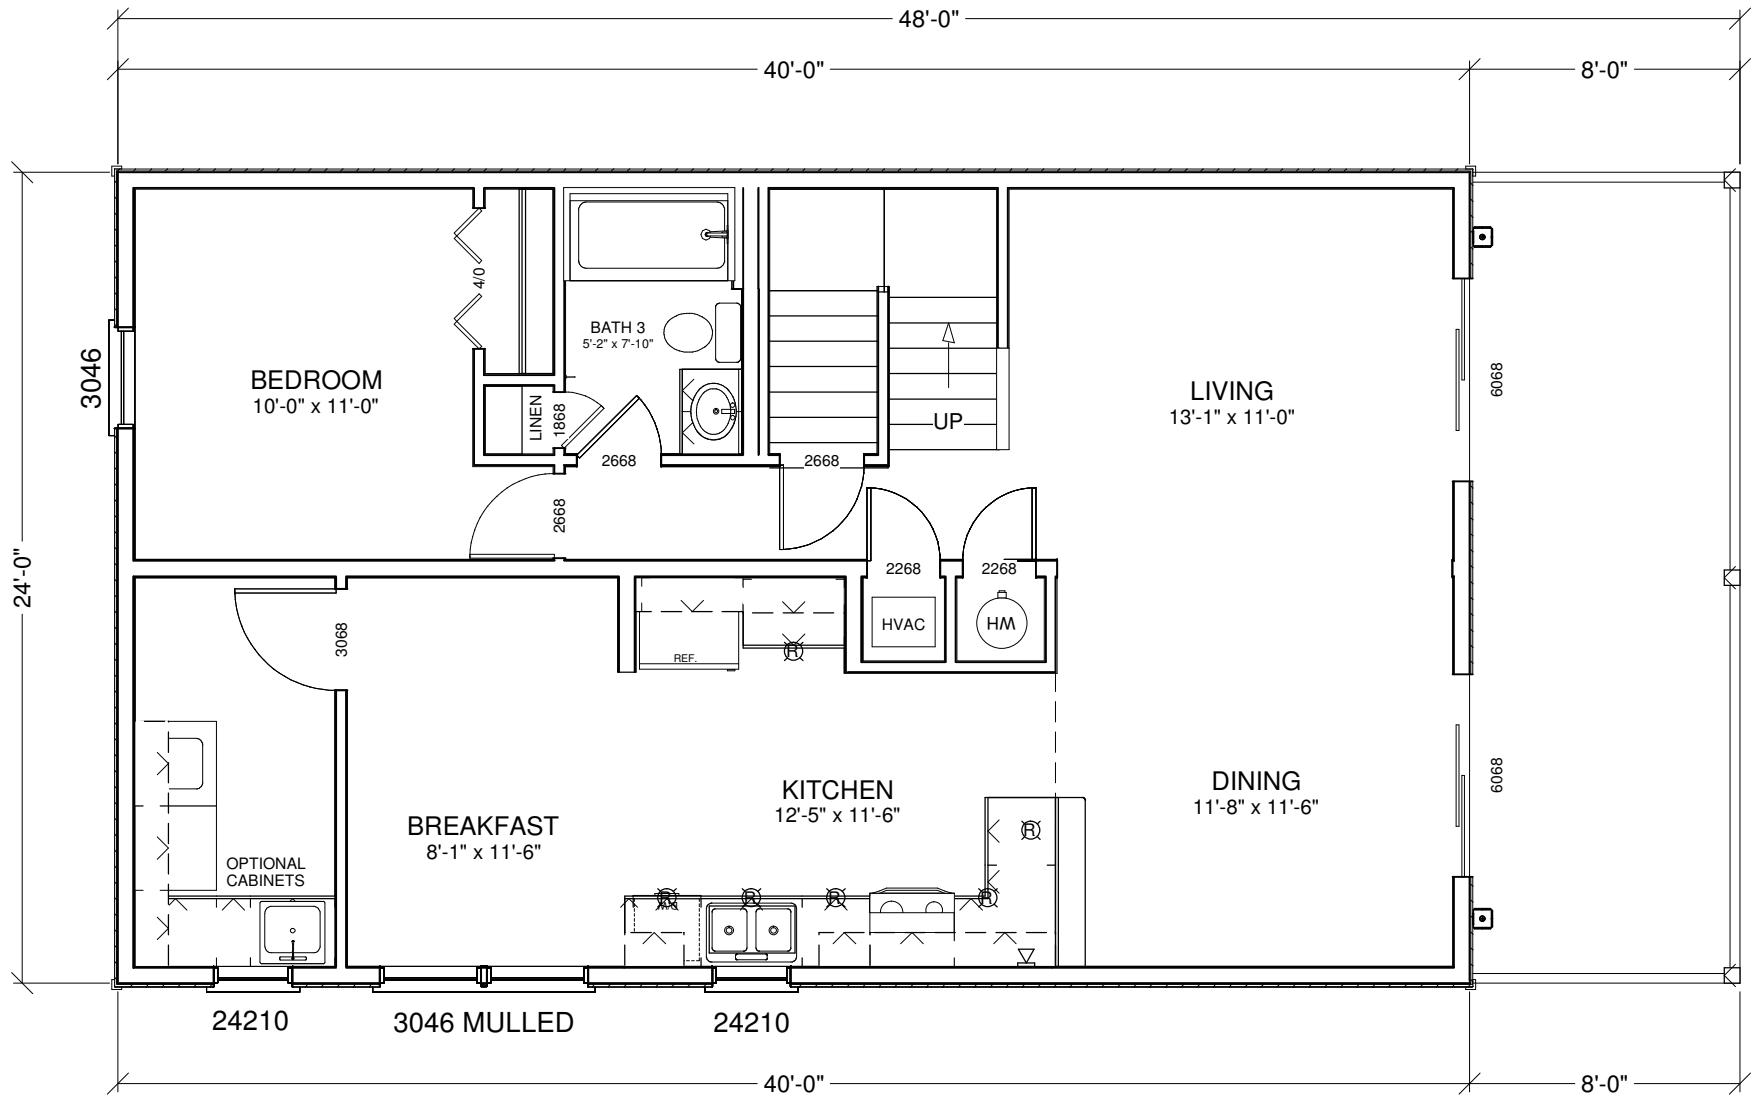 48'-0"
40'-0"
8'-0"
24'-0"
3046
BEDROOM
10'-0" x 11'-0"
4/0
LINEN
1868
BATH 3
5'-2" x 7'-10"
2668
2668
2668
UP
LIVING
13'-1" x 11'-0"
6068
2268
2268
HVAC
HW
3068
REF.
R
KITCHEN
12'-5" x 11'-6"
DINING
11'-8" x 11'-6"
6068
BREAKFAST
8'-1" x 11'-6"
OPTIONAL
CABINETS
R
R
R
R
R
24210
3046 MULLED
24210
40'-0"
8'-0"